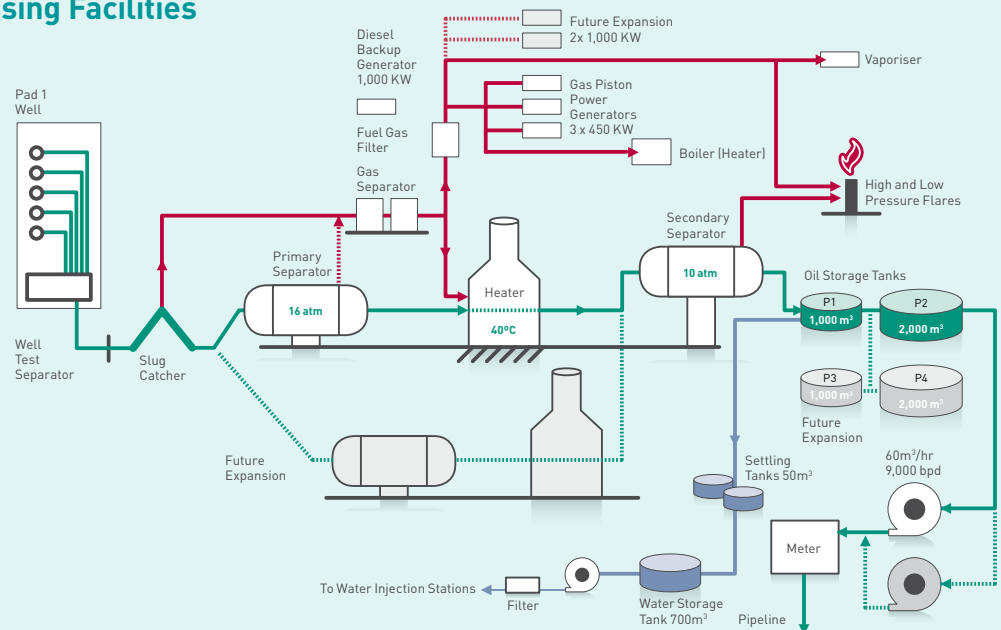 sing Facilities
Diesel
Backup
Generator
1,000 KW
Future Expansion
2x 1,000 KW
Vaporiser
Pad 1
Well
Gas Piston
Power
Generators
3 x 450 KW
Fuel Gas
Filter
Boiler (Heater)
Gas
Separator
High and Low
Pressure Flares
Secondary
Separator
Primary
Separator
10 atm
Oil Storage Tanks
Heater
16 atm
40ºC
P1
1,000 m³
P2
2,000 m³
Well
Test
Separator
Slug
Catcher
P3
1,000 m³
P4
2,000 m³
Future
Expansion
Future
Expansion
Settling
Tanks 50m³
60m³/hr
9,000 bpd
Meter
To Water Injection Stations
Filter
Water Storage
Tank 700m³
Pipeline